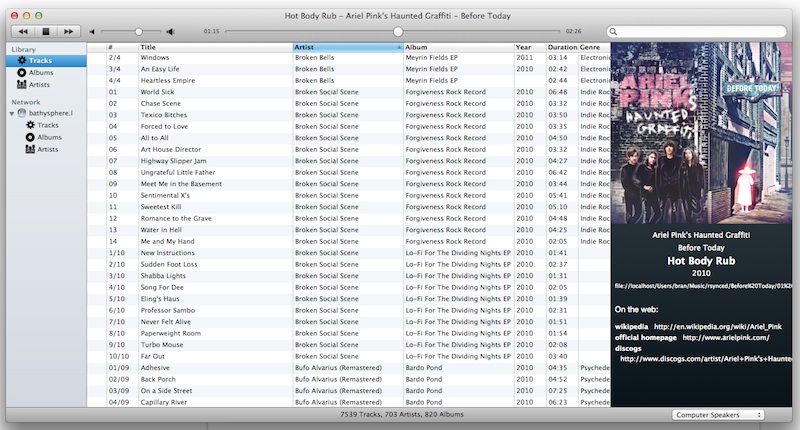 Hot Body Rub – Ariel Pink's Haunted Graffiti – Before Today
01:15 02:26
Library
Tracks
Albums
Artists
Network
bathysphere.l
Tracks
Albums
Artists
# Title Artist Album Year Duration Genre
2/4 Windows Broken Bells Meyrin Fields EP 2011 03:14 Electronic
3/4 An Easy Life Broken Bells Meyrin Fields EP 2010 02:42 Electronic
4/4 Heartless Empire Broken Bells Meyrin Fields EP 02:44 Electronic
01 World Sick Broken Social Scene Forgiveness Rock Record 2010 06:48 Indie Roc
02 Chase Scene Broken Social Scene Forgiveness Rock Record 2010 03:32 Indie Roc
03 Texico Bitches Broken Social Scene Forgiveness Rock Record 2010 03:50 Indie Roc
04 Forced to Love Broken Social Scene Forgiveness Rock Record 2010 03:35 Indie Roc
05 All to All Broken Social Scene Forgiveness Rock Record 2010 04:50 Indie Roc
06 Art House Director Broken Social Scene Forgiveness Rock Record 2010 03:32 Indie Roc
07 Highway Slipper Jam Broken Social Scene Forgiveness Rock Record 2010 04:27 Indie Roc
08 Ungrateful Little Father Broken Social Scene Forgiveness Rock Record 2010 06:42 Indie Roc
09 Meet Me in the Basement Broken Social Scene Forgiveness Rock Record 2010 03:44 Indie Roc
10 Sentimental X's Broken Social Scene Forgiveness Rock Record 2010 05:41 Indie Roc
11 Sweetest Kill Broken Social Scene Forgiveness Rock Record 2010 05:10 Indie Roc
12 Romance to the Grave Broken Social Scene Forgiveness Rock Record 2010 04:48 Indie Roc
13 Water in Hell Broken Social Scene Forgiveness Rock Record 2010 04:25 Indie Roc
14 Me and My Hand Broken Social Scene Forgiveness Rock Record 2010 02:05 Indie Roc
1/10 New Instructions Broken Social Scene Lo-Fi For The Dividing Nights EP 2010 01:41
2/10 Sudden Foot Loss Broken Social Scene Lo-Fi For The Dividing Nights EP 2010 02:37
3/10 Shabba Lights Broken Social Scene Lo-Fi For The Dividing Nights EP 2010 01:31
4/10 Song For Dee Broken Social Scene Lo-Fi For The Dividing Nights EP 2010 02:05
5/10 Eling's Haus Broken Social Scene Lo-Fi For The Dividing Nights EP 2010 01:39
6/10 Professor Sambo Broken Social Scene Lo-Fi For The Dividing Nights EP 2010 02:31
7/10 Never Felt Alive Broken Social Scene Lo-Fi For The Dividing Nights EP 2010 01:51
8/10 Paperweight Room Broken Social Scene Lo-Fi For The Dividing Nights EP 2010 01:54
9/10 Turbo Mouse Broken Social Scene Lo-Fi For The Dividing Nights EP 2010 02:08
10/10 Far Out Broken Social Scene Lo-Fi For The Dividing Nights EP 2010 03:40
01/09 Adhesive Bufo Alvarius (Remastered) Bardo Pond 2010 04:35 Psychede
02/09 Back Porch Bufo Alvarius (Remastered) Bardo Pond 2010 04:52 Psychede
03/09 On a Side Street Bufo Alvarius (Remastered) Bardo Pond 2010 07:20 Psychede
04/09 Capillary River Bufo Alvarius (Remastered) Bardo Pond 2010 06:23 Psychede
ARIEL PINK'S HAUNTED GRAFFITI
BEFORE TODAY
Ariel Pink's Haunted Graffiti
Before Today
Hot Body Rub
2010
file://localhost/Users/bran/Music/rsynced/Before%20Today/01%2
On the web:
wikipedia http://en.wikipedia.org/wiki/Ariel_Pink
official homepage http://www.arielpink.com/
discogs
http://www.discogs.com/artist/Ariel+Pink's+Haunted
7539 Tracks, 703 Artists, 820 Albums
Computer Speakers